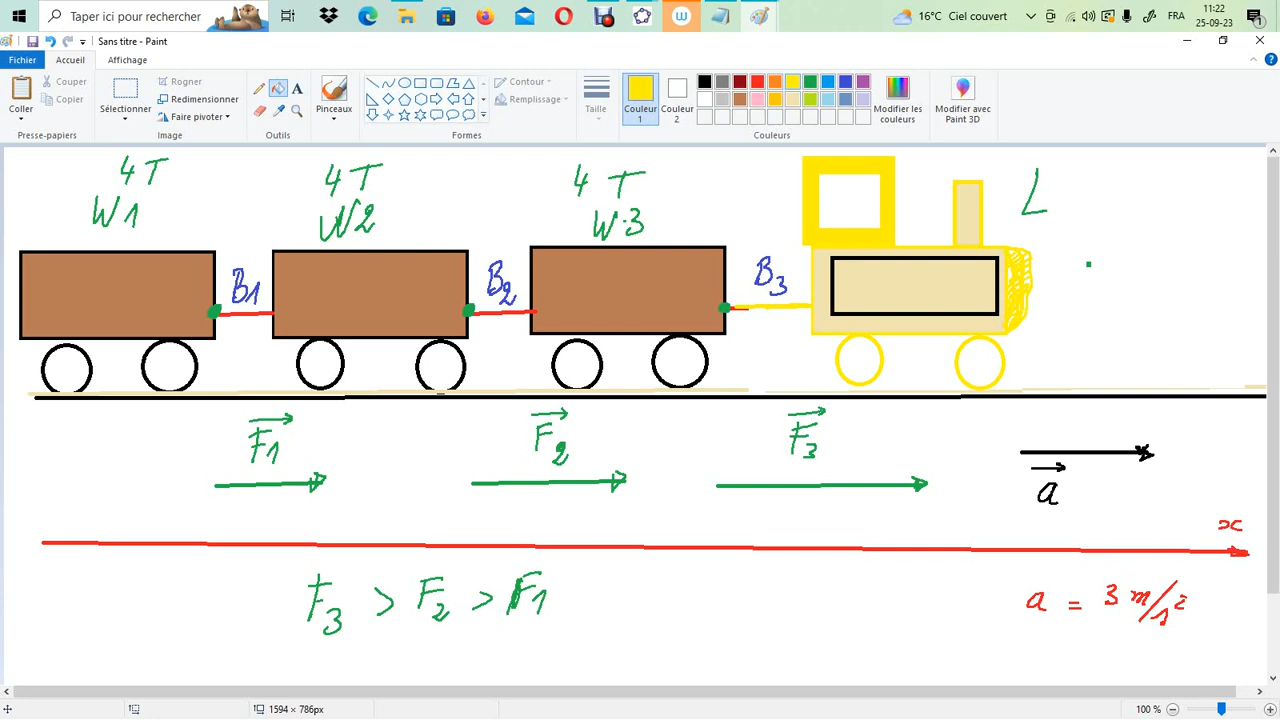 Taper ici pour rechercher
16°C Ciel couvert
FRA
11:22
25-09-23
Sans titre - Paint
Fichier Accueil Affichage
Coller
Couper
Copier
Presse-papiers
Sélectionner
Rogner
Redimensionner
Faire pivoter
Image
A
Outils
Pinceaux
Contour
Remplissage
Formes
Taille
Couleur 1
Couleur 2
Modifier les couleurs
Couleurs
Modifier avec Paint 3D
4 T 4 T 4 T L
W1 W2 W3
B1 B2 B3
F1 F2 F3
a
x
F3 > F2 > F1
a = 3 m/s²
1594 × 786px
100 %